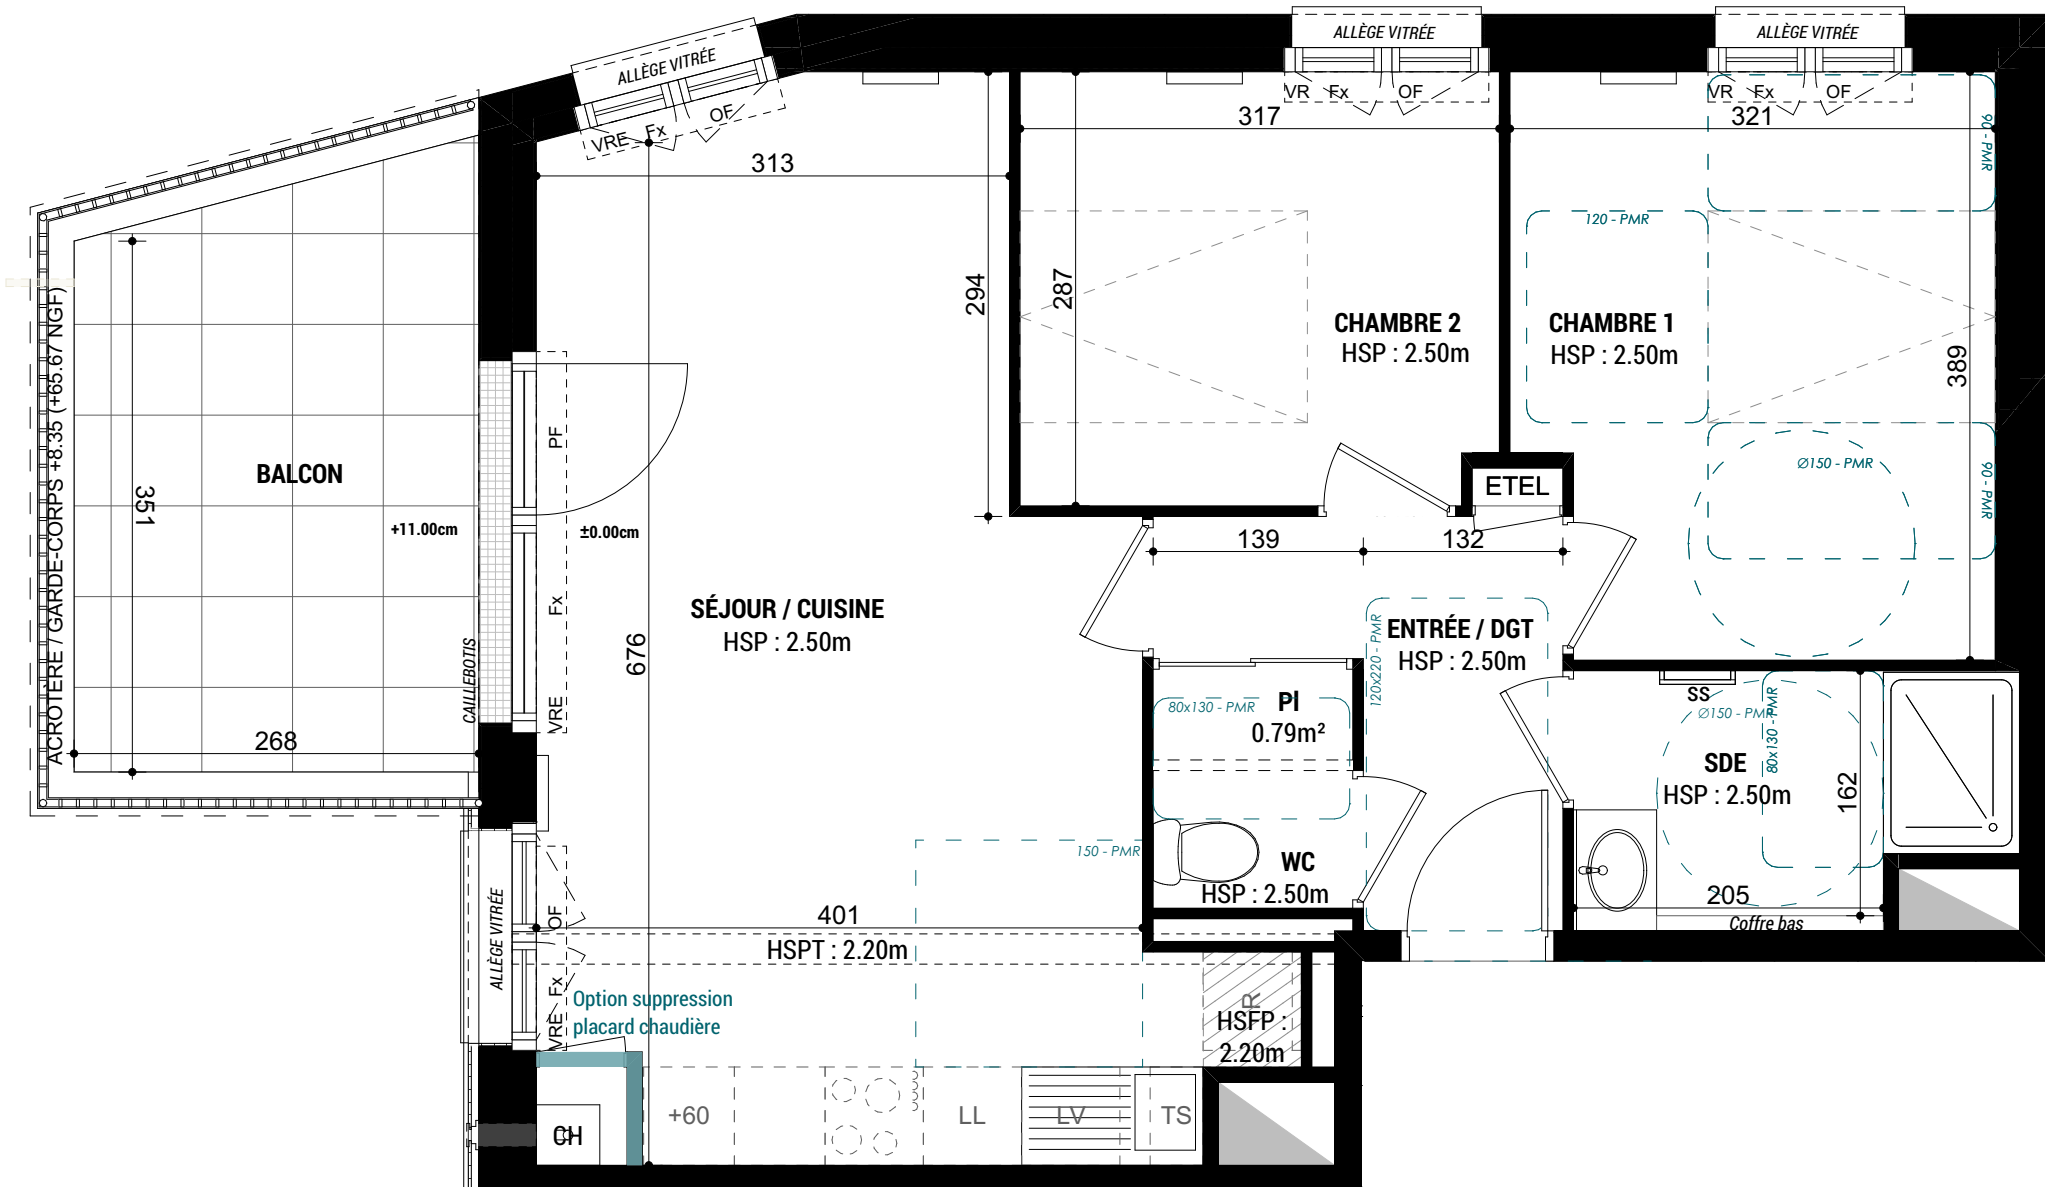 ALLÈGE VITRÉE
ALLÈGE VITRÉE
ALLÈGE VITRÉE
VRE
Fx
OF
VR
Fx
OF
VR
Fx
OF
317
321
90 - PMR
313
120 - PMR
294
287
CHAMBRE 2
HSP : 2.50m
CHAMBRE 1
HSP : 2.50m
389
ACROTÈRE / GARDE-CORPS +8.35 (+65.67 NGF)
351
BALCON
+11.00cm
±0.00cm
PF
Fx
VRE
CAILLEBOTIS
268
Ø150 - PMR
90 - PMR
ETEL
139
132
SÉJOUR / CUISINE
HSP : 2.50m
676
ENTRÉE / DGT
HSP : 2.50m
120x220 - PMR
80x130 - PMR
Pl
0.79m²
SS
Ø150 - PMR
80x130 - PMR
SDE
HSP : 2.50m
162
150 - PMR
WC
HSP : 2.50m
205
Coffre bas
ALLÈGE VITRÉE
OF
Fx
VRE
401
HSPT : 2.20m
Option suppression
placard chaudière
R
HSFP :
2.20m
CH
+60
LL
LV
TS